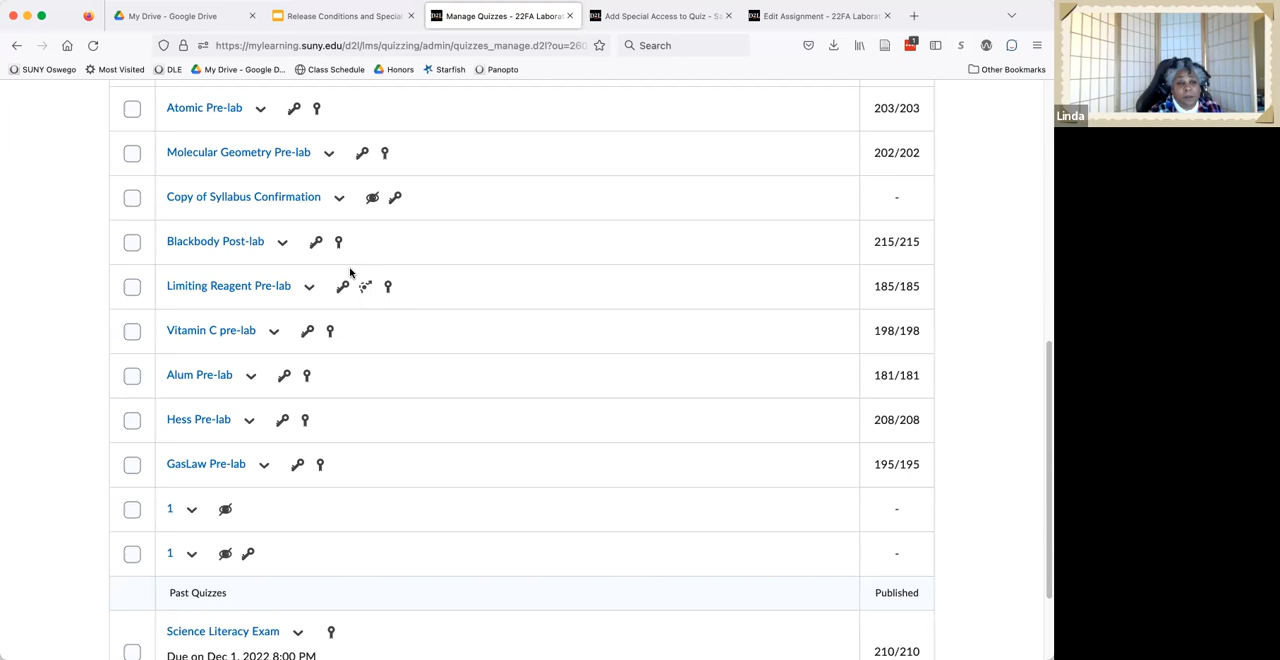 My Drive - Google Drive
Release Conditions and Special
Manage Quizzes - 22FA Laborat
Add Special Access to Quiz - Sa
Edit Assignment - 22FA Laborat
https://mylearning.suny.edu/d2l/lms/quizzing/admin/quizzes_manage.d2l?ou=260
Search
1
SUNY Oswego
Most Visited
DLE
My Drive - Google D...
Class Schedule
Honors
Starfish
Panopto
Other Bookmarks
Linda
Atomic Pre-lab
203/203
Molecular Geometry Pre-lab
202/202
Copy of Syllabus Confirmation
-
Blackbody Post-lab
215/215
Limiting Reagent Pre-lab
185/185
Vitamin C pre-lab
198/198
Alum Pre-lab
181/181
Hess Pre-lab
208/208
GasLaw Pre-lab
195/195
1
-
1
-
Past Quizzes
Published
Science Literacy Exam
Due on Dec 1, 2022 8:00 PM
210/210